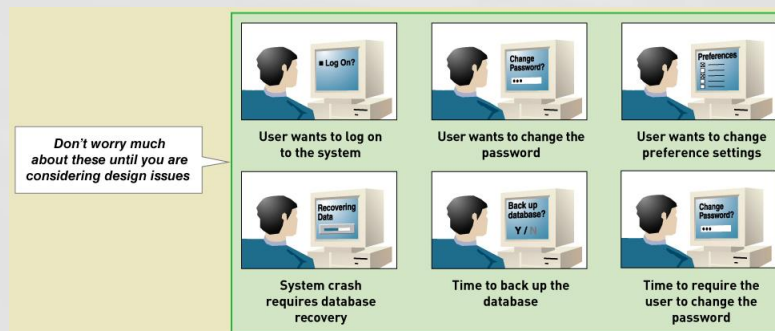 Log On?
Change
Password?
Preferences
User wants to log on
to the system
User wants to change the
password
User wants to change
preference settings
Don't worry much
about these until you are
considering design issues
Recovering
Data
Back up
database?
Y / N
Change
Password?
System crash
requires database
recovery
Time to back up the
database
Time to require the
user to change the
password